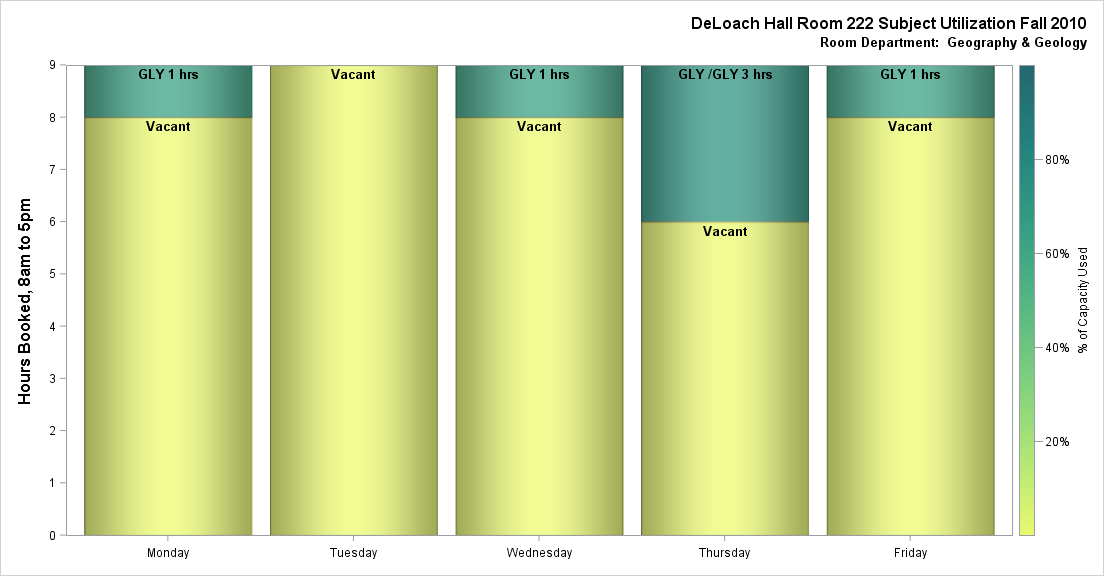 DeLoach Hall Room 222 Subject Utilization Fall 2010
Room Department:  Geography & Geology
Hours Booked, 8am to 5pm
9
8
7
6
5
4
3
2
1
0
GLY 1 hrs
Vacant
Vacant
GLY 1 hrs
Vacant
GLY /GLY 3 hrs
Vacant
GLY 1 hrs
Vacant
Monday
Tuesday
Wednesday
Thursday
Friday
80%
60%
40%
20%
% of Capacity Used